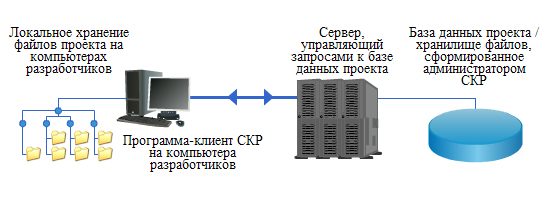 Локальное хранение
файлов проекта на
компьютерах
разработчиков
Программа-клиент СКР
на компьютера
разработчиков
Сервер,
управляющий
запросами к базе
данных проекта
База данных проекта /
хранилище файлов,
сформированное
администратором
СКР